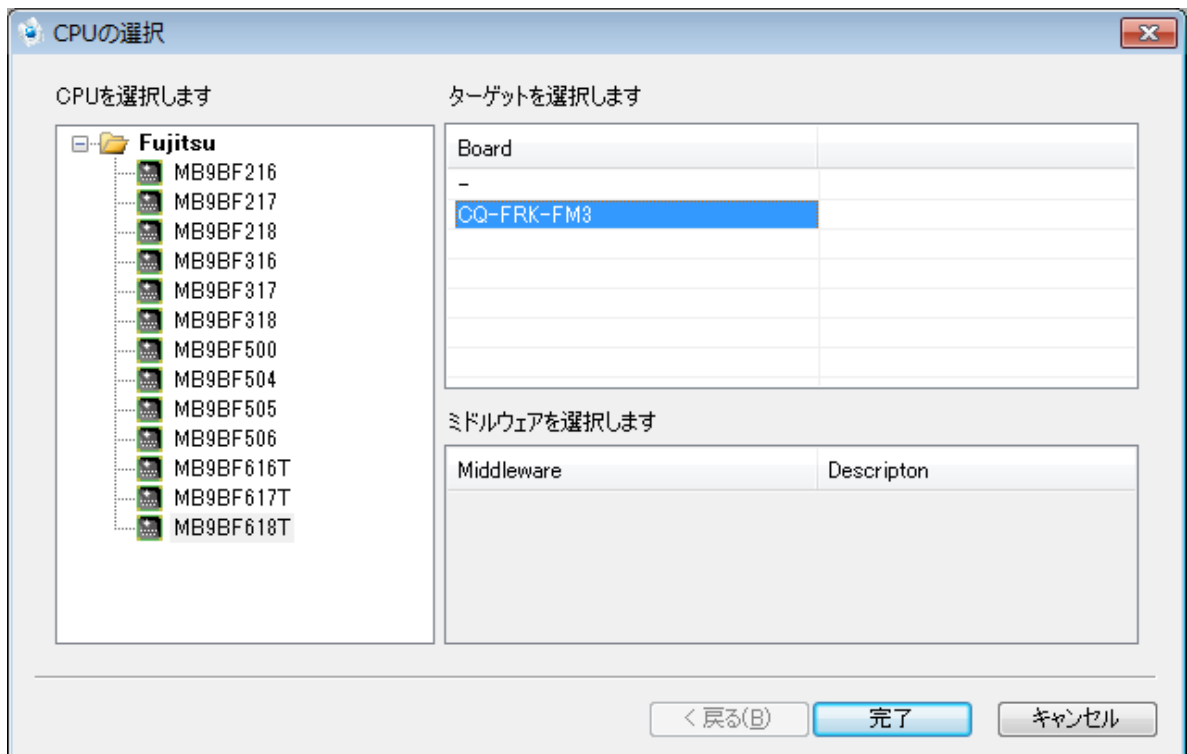 CPUの選択
CPUを選択します
Fujitsu
MB9BF216
MB9BF217
MB9BF218
MB9BF316
MB9BF317
MB9BF318
MB9BF500
MB9BF504
MB9BF505
MB9BF506
MB9BF616T
MB9BF617T
MB9BF618T
ターゲットを選択します
Board
-
CQ-FRK-FM3
ミドルウェアを選択します
Middleware Descripton
< 戻る(B) 完了 キャンセル